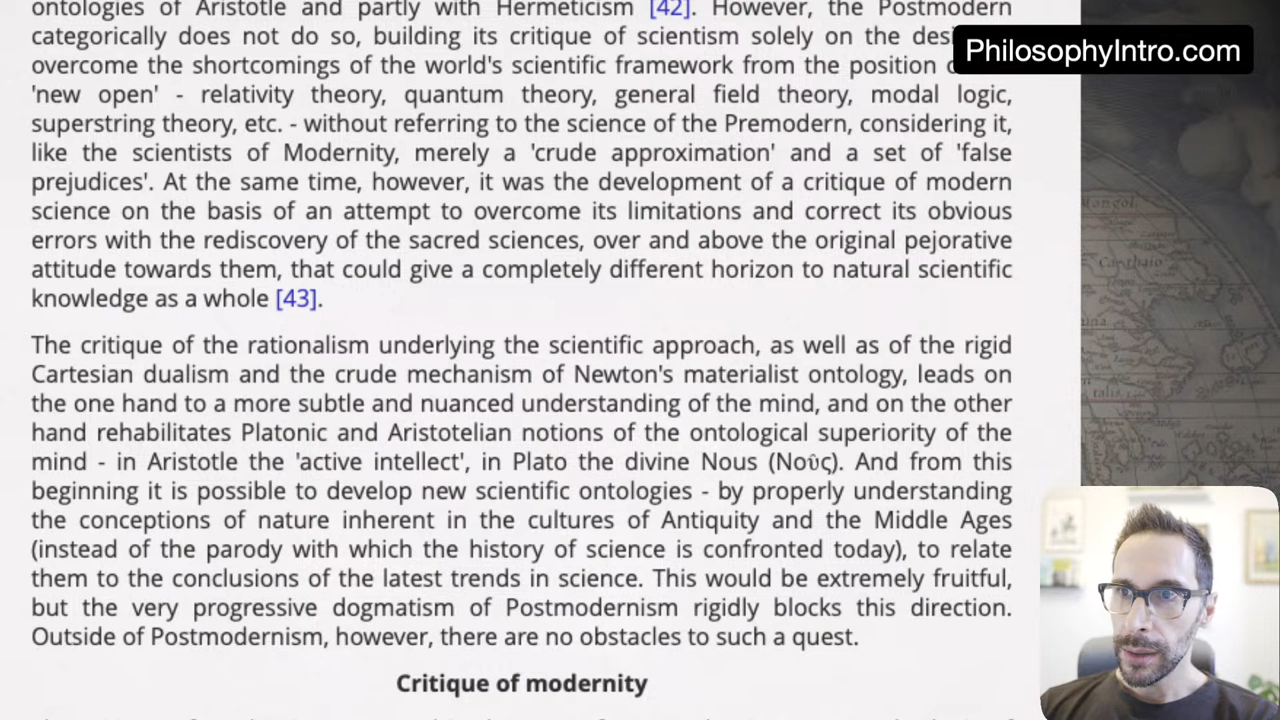 ontologies of Aristotle and partly with Hermeticism [42]. However, the Postmodern
categorically does not do so, building its critique of scientism solely on the
PhilosophyIntro.com
overcome the shortcomings of the world's scientific framework from the position
'new open' - relativity theory, quantum theory, general field theory, modal logic,
superstring theory, etc. - without referring to the science of the Premodern, considering it,
like the scientists of Modernity, merely a 'crude approximation' and a set of 'false
prejudices'. At the same time, however, it was the development of a critique of modern
science on the basis of an attempt to overcome its limitations and correct its obvious
errors with the rediscovery of the sacred sciences, over and above the original pejorative
attitude towards them, that could give a completely different horizon to natural scientific
knowledge as a whole [43].
The critique of the rationalism underlying the scientific approach, as well as of the rigid
Cartesian dualism and the crude mechanism of Newton's materialist ontology, leads on
the one hand to a more subtle and nuanced understanding of the mind, and on the other
hand rehabilitates Platonic and Aristotelian notions of the ontological superiority of the
mind - in Aristotle the 'active intellect', in Plato the divine Nous (Νοῦς). And from this
beginning it is possible to develop new scientific ontologies - by properly understanding
the conceptions of nature inherent in the cultures of Antiquity and the Middle Ages
(instead of the parody with which the history of science is confronted today), to relate
them to the conclusions of the latest trends in science. This would be extremely fruitful,
but the very progressive dogmatism of Postmodernism rigidly blocks this direction.
Outside of Postmodernism, however, there are no obstacles to such a quest.
Critique of modernity